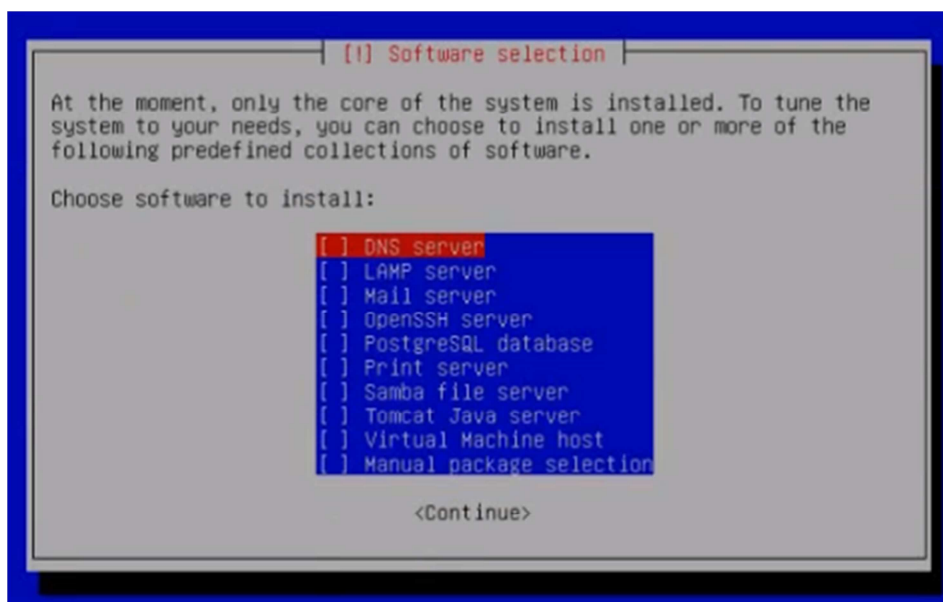 [!] Software selection
At the moment, only the core of the system is installed. To tune the
system to your needs, you can choose to install one or more of the
following predefined collections of software.
Choose software to install:
[ ] DNS server
[ ] LAMP server
[ ] Mail server
[ ] OpenSSH server
[ ] PostgreSQL database
[ ] Print server
[ ] Samba file server
[ ] Tomcat Java server
[ ] Virtual Machine host
[ ] Manual package selection
<Continue>